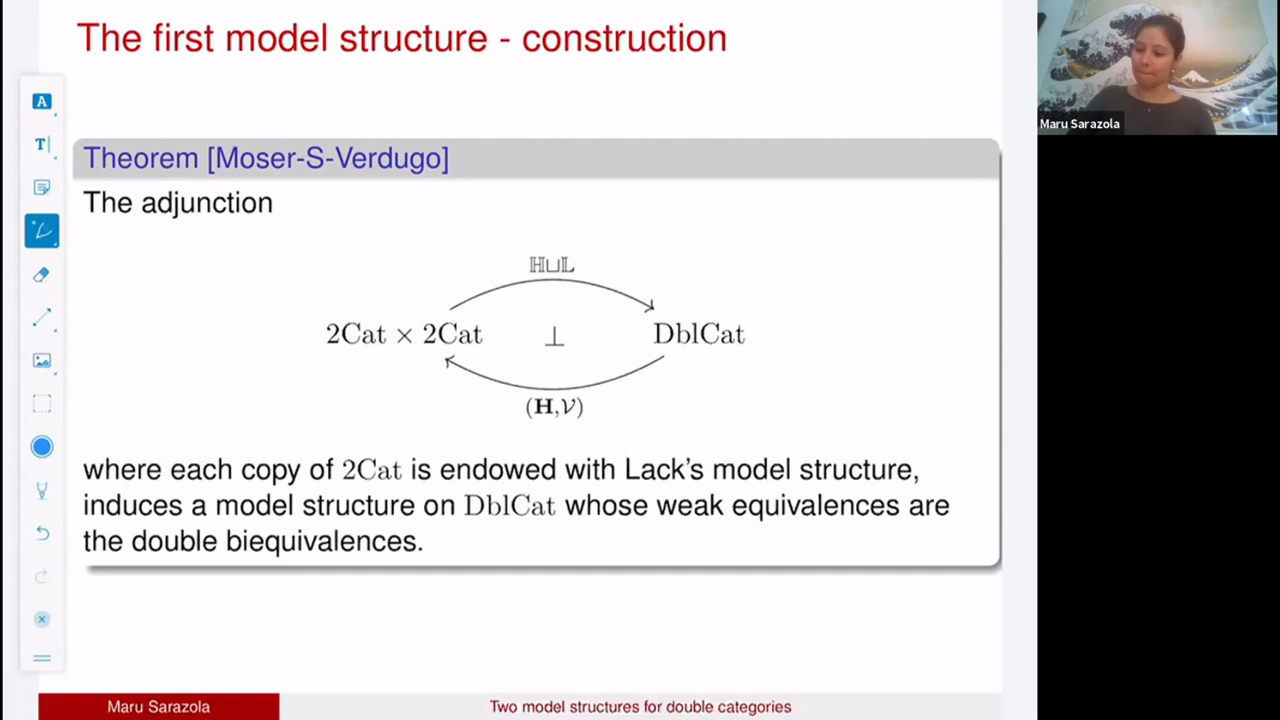 The first model structure - construction
Maru Sarazola
A
T
Theorem [Moser-S-Verdugo]
The adjunction
ℍ⊔𝕃
2Cat × 2Cat ⊥ DblCat
(𝐇,𝒱)
where each copy of 2Cat is endowed with Lack's model structure,
induces a model structure on DblCat whose weak equivalences are
the double biequivalences.
Maru Sarazola Two model structures for double categories